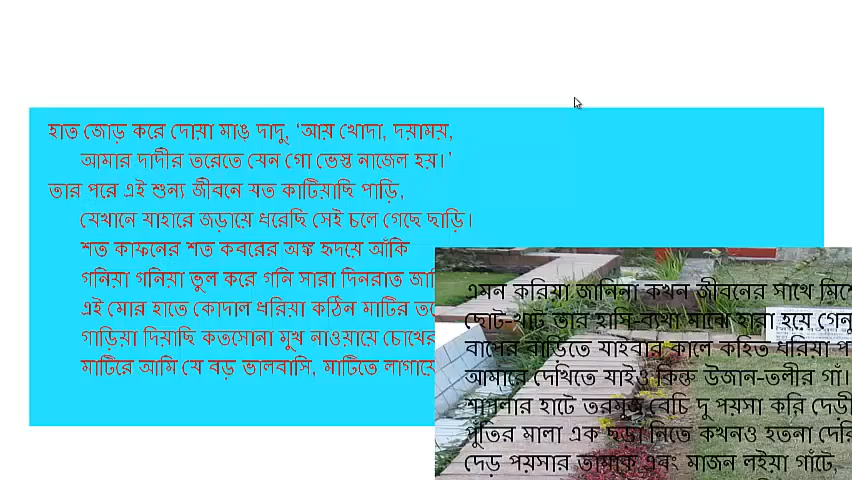 হাত জোড় করে দোয়া মাঙ্ দাদু, ‘আয় খোদা, দয়াময়,
আমার দাদীর তরেতে যেন গো ভেস্ত নাজেল হয়।’
তার পরে এই শুন্য জীবনে যত কাটিয়াছি পাড়ি,
যেখানে যাহারে জড়ায়ে ধরেছি সেই চলে গেছে ছাড়ি।
শত কাফনের শত কবরের অঙ্ক হৃদয়ে আঁকি
গনিয়া গনিয়া ভুল করে গনি সারা দিনরাত
এই মোর হাতে কোদাল ধরিয়া কঠিন মাটির
গাড়িয়া দিয়াছি কতসোনা মুখ নাওয়ায়ে চোখের
মাটিরে আমি যে বড় ভালবাসি, মাটিতে
এমন করিয়া জানিনা কখন জীবনের সাথে
ছোট-খাট তার হাসি-ব্যথা মাঝে হারা হয়ে
বাপের বাড়িতে যাইবার কালে কহিত ধরিয়া
আমারে দেখিতে যাইও কিন্তু উজান-তলীর গাঁ।
শাপলার হাটে তরমুজ বেচি দু পয়সা করি দেড়ী
পুঁতির মালা এক ছড়া নিতে কখনও হতনা
দেড় পয়সার তামাক এবং মাজন লইয়া গাঁটে,